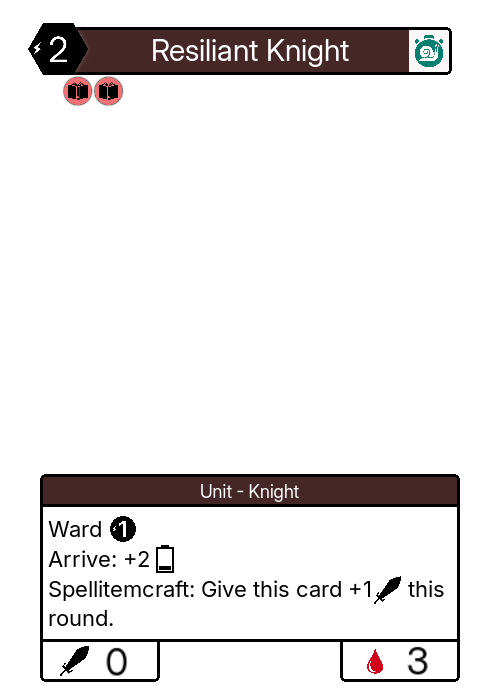 2 Resiliant Knight
Unit - Knight
Ward 1
Arrive: +2
Spellitemcraft: Give this card +1 this
round.
0 3